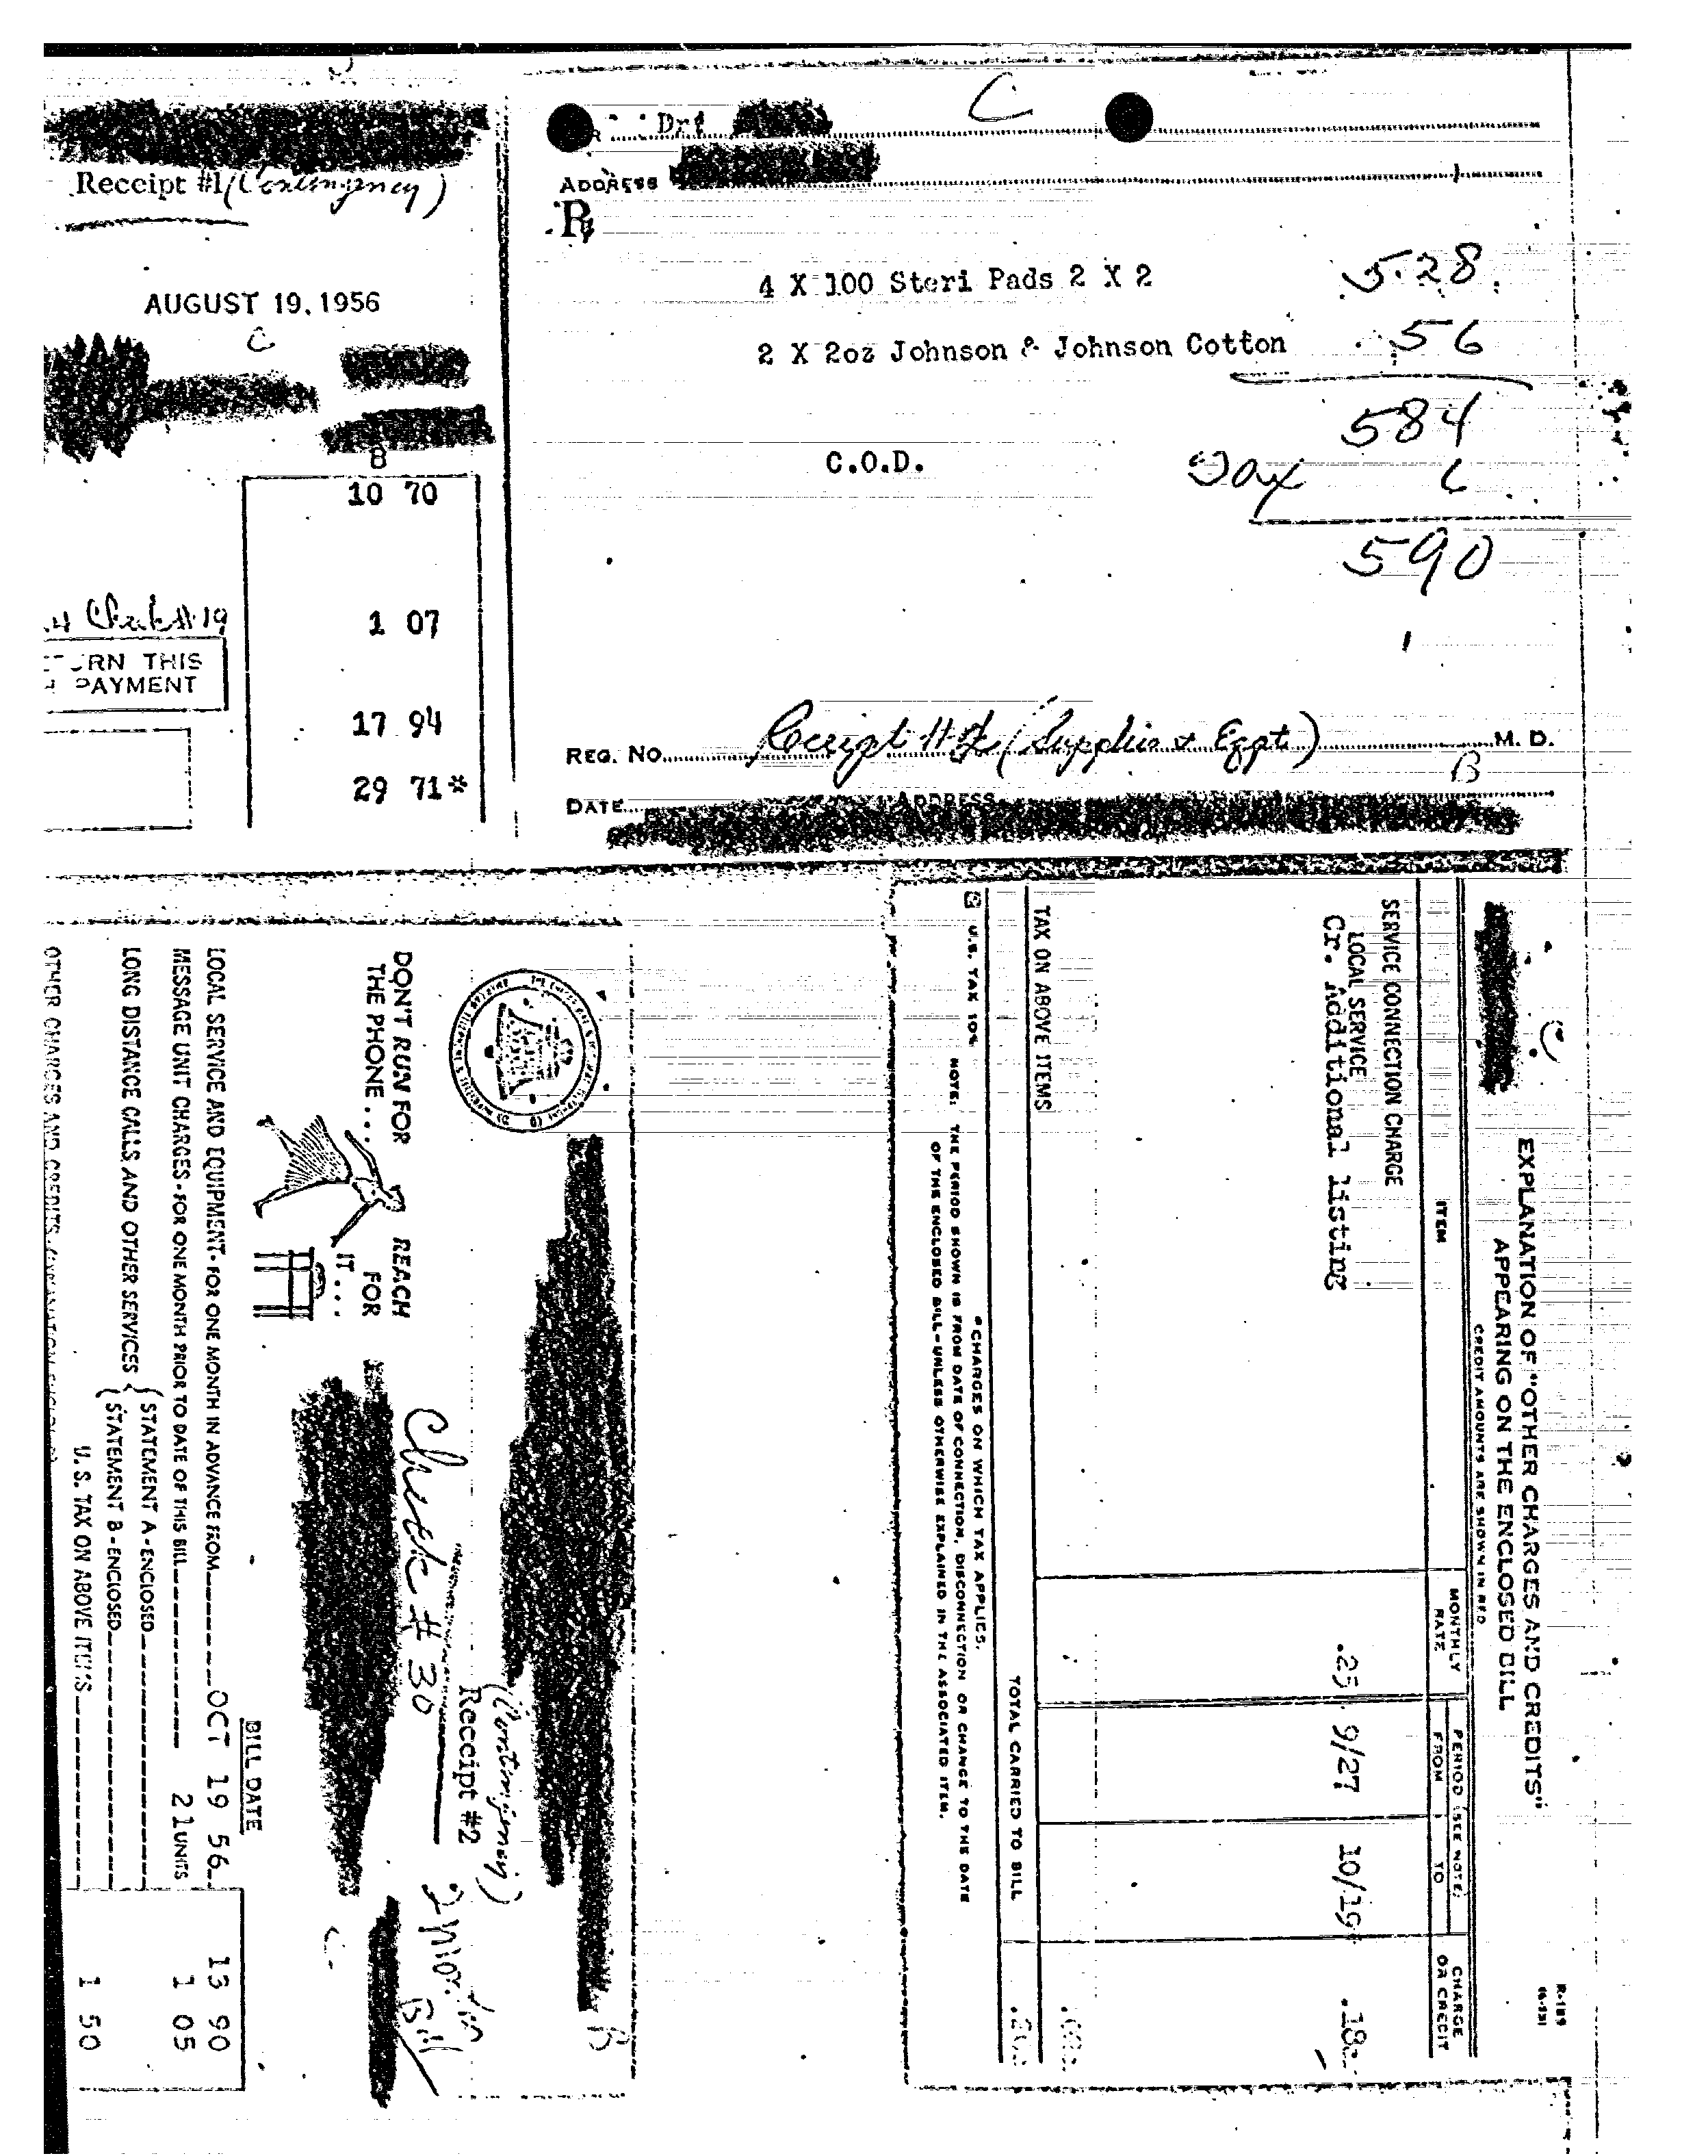 Receipt #1 (Contingency)
AUGUST 19, 1956
C
B
10 70
Check #19
RN THIS
PAYMENT
1 07
17 94
29 71*
C
Dr.
ADDRESS
℞
4 X 100 Steri Pads 2 X 2 5.28
2 X 2oz Johnson & Johnson Cotton 56
584
C.O.D. Tax 6
590
REG. NO. Receipt #2 (Supplies & Eqpt.) M. D.
B
DATE ADDRESS
C
R-189
EXPLANATION OF "OTHER CHARGES AND CREDITS"
APPEARING ON THE ENCLOSED BILL
CREDIT AMOUNTS ARE SHOWN IN RED
ITEM MONTHLY RATE PERIOD (SEE NOTE) FROM TO CHARGE OR CREDIT
SERVICE CONNECTION CHARGE
LOCAL SERVICE
Cr. Additional listing .25 9/27 10/19 .18
TAX ON ABOVE ITEMS
TOTAL CARRIED TO BILL
U.S. TAX 10% *CHARGES ON WHICH TAX APPLIES.
NOTE: THE PERIOD SHOWN IS FROM DATE OF CONNECTION, DISCONNECTION OR CHANGE TO THE DATE
OF THE ENCLOSED BILL—UNLESS OTHERWISE EXPLAINED IN THE ASSOCIATED ITEM.
B
(Contingency)
Receipt #2
Check # 30
DON'T RUN FOR
THE PHONE . . .
REACH
FOR
IT . . .
BILL DATE
LOCAL SERVICE AND EQUIPMENT- FOR ONE MONTH IN ADVANCE FROM OCT 19 56 13 90
MESSAGE UNIT CHARGES - FOR ONE MONTH PRIOR TO DATE OF THIS BILL 21 UNITS 1 05
LONG DISTANCE CALLS AND OTHER SERVICES { STATEMENT A - ENCLOSED
{ STATEMENT B - ENCLOSED
U. S. TAX ON ABOVE ITEMS 1 50
OTHER CHARGES AND CREDITS